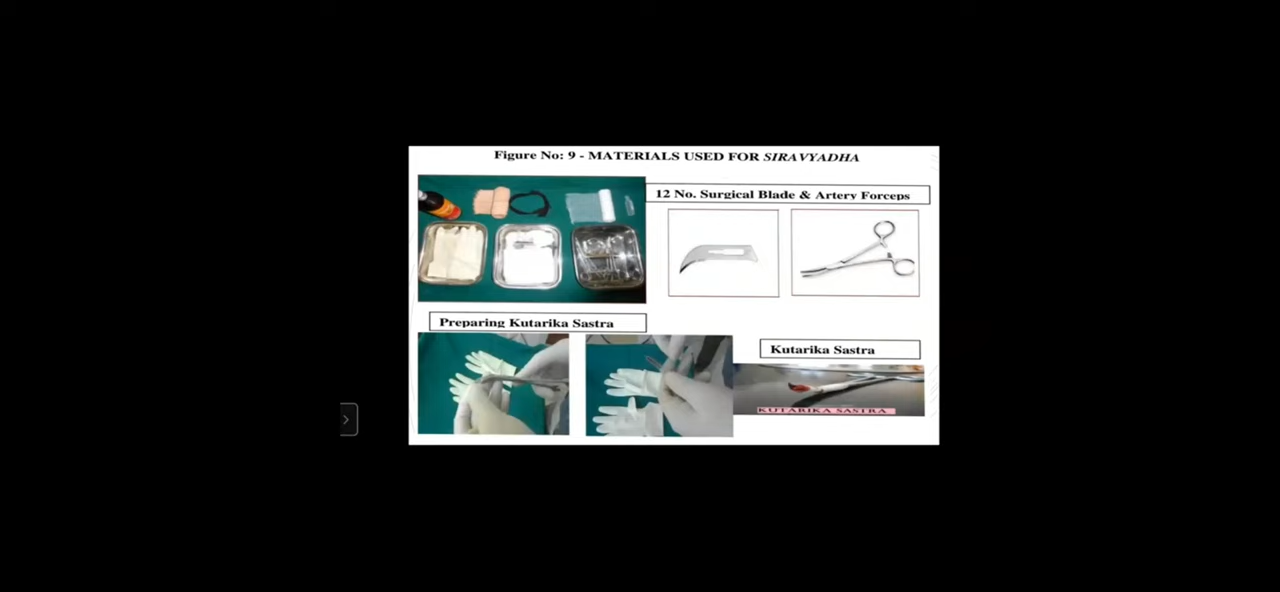 Figure No: 9 - MATERIALS USED FOR SIRAVYADHA
12 No. Surgical Blade & Artery Forceps
Preparing Kutarika Sastra
Kutarika Sastra
KUTARIKA SASTRA